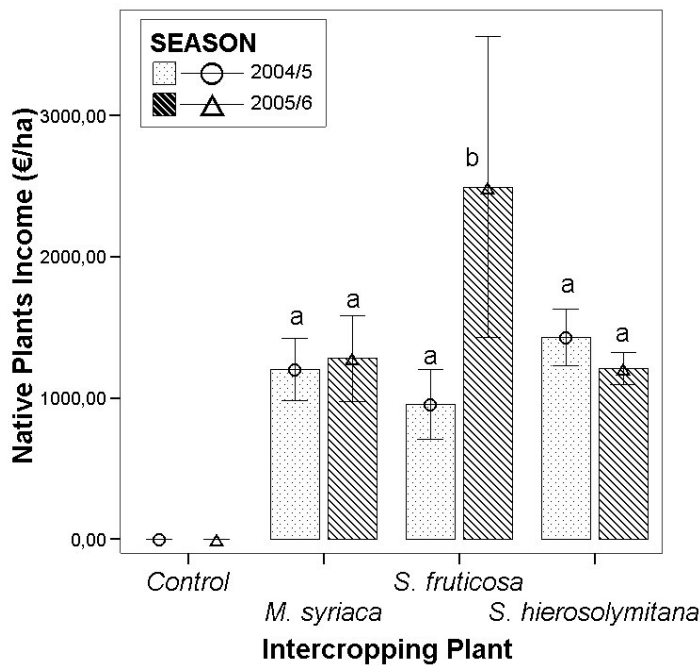 SEASON
2004/5
2005/6
Native Plants Income (€/ha)
3000,00
2000,00
1000,00
0,00
a
a
a
b
a
a
Control
S. fruticosa
M. syriaca
S. hierosolymitana
Intercropping Plant